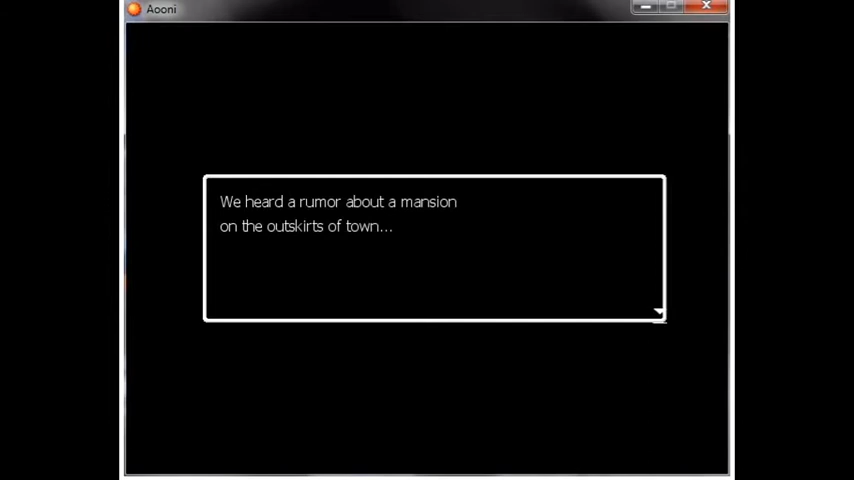 Aooni
We heard a rumor about a mansion
on the outskirts of town...